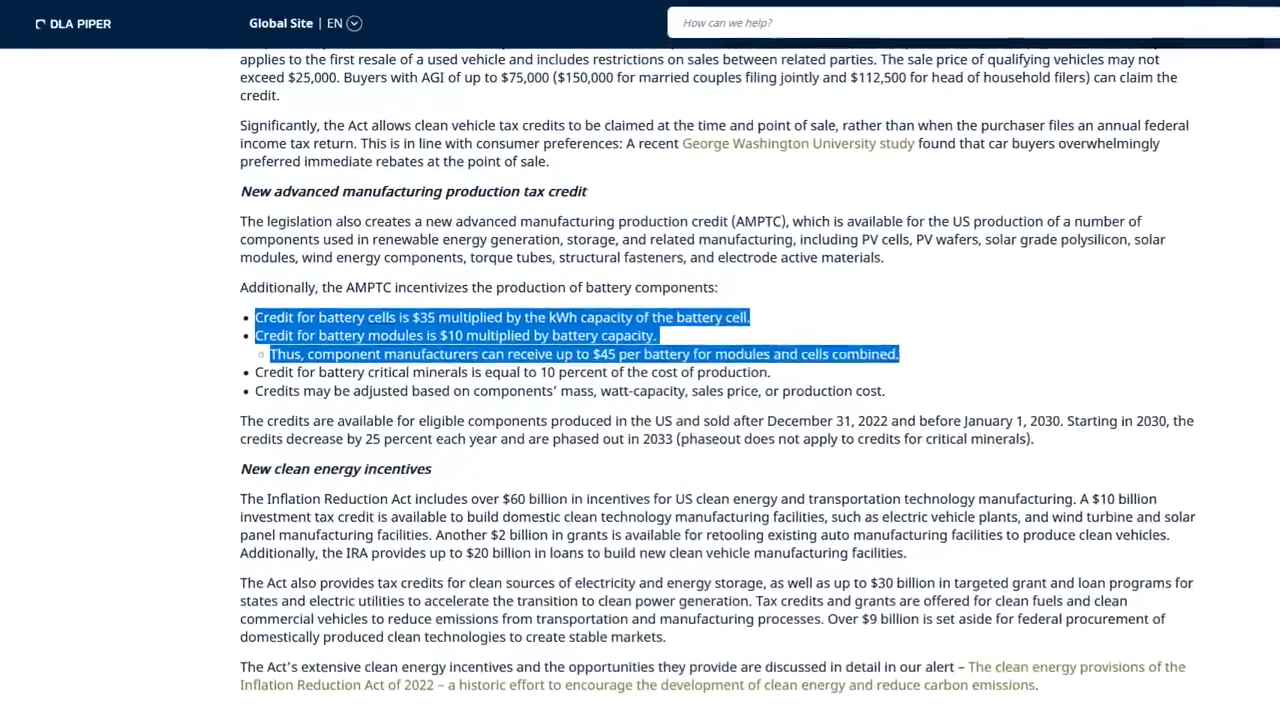 DLA PIPER
Global Site | EN
How can we help?
applies to the first resale of a used vehicle and includes restrictions on sales between related parties. The sale price of qualifying vehicles may not
exceed $25,000. Buyers with AGI of up to $75,000 ($150,000 for married couples filing jointly and $112,500 for head of household filers) can claim the
credit.
Significantly, the Act allows clean vehicle tax credits to be claimed at the time and point of sale, rather than when the purchaser files an annual federal
income tax return. This is in line with consumer preferences: A recent George Washington University study found that car buyers overwhelmingly
preferred immediate rebates at the point of sale.
New advanced manufacturing production tax credit
The legislation also creates a new advanced manufacturing production credit (AMPTC), which is available for the US production of a number of
components used in renewable energy generation, storage, and related manufacturing, including PV cells, PV wafers, solar grade polysilicon, solar
modules, wind energy components, torque tubes, structural fasteners, and electrode active materials.
Additionally, the AMPTC incentivizes the production of battery components:
• Credit for battery cells is $35 multiplied by the kWh capacity of the battery cell.
• Credit for battery modules is $10 multiplied by battery capacity.
○ Thus, component manufacturers can receive up to $45 per battery for modules and cells combined.
• Credit for battery critical minerals is equal to 10 percent of the cost of production.
• Credits may be adjusted based on components’ mass, watt-capacity, sales price, or production cost.
The credits are available for eligible components produced in the US and sold after December 31, 2022 and before January 1, 2030. Starting in 2030, the
credits decrease by 25 percent each year and are phased out in 2033 (phaseout does not apply to credits for critical minerals).
New clean energy incentives
The Inflation Reduction Act includes over $60 billion in incentives for US clean energy and transportation technology manufacturing. A $10 billion
investment tax credit is available to build domestic clean technology manufacturing facilities, such as electric vehicle plants, and wind turbine and solar
panel manufacturing facilities. Another $2 billion in grants is available for retooling existing auto manufacturing facilities to produce clean vehicles.
Additionally, the IRA provides up to $20 billion in loans to build new clean vehicle manufacturing facilities.
The Act also provides tax credits for clean sources of electricity and energy storage, as well as up to $30 billion in targeted grant and loan programs for
states and electric utilities to accelerate the transition to clean power generation. Tax credits and grants are offered for clean fuels and clean
commercial vehicles to reduce emissions from transportation and manufacturing processes. Over $9 billion is set aside for federal procurement of
domestically produced clean technologies to create stable markets.
The Act’s extensive clean energy incentives and the opportunities they provide are discussed in detail in our alert – The clean energy provisions of the
Inflation Reduction Act of 2022 – a historic effort to encourage the development of clean energy and reduce carbon emissions.